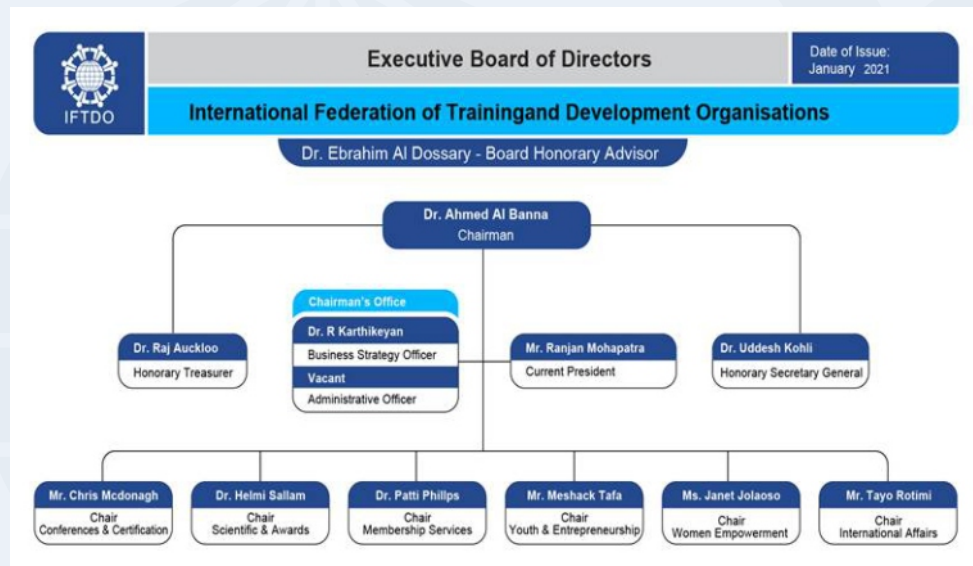 IFTDO
Executive Board of Directors
Date of Issue:
January 2021
International Federation of Trainingand Development Organisations
Dr. Ebrahim Al Dossary - Board Honorary Advisor
Dr. Ahmed Al Banna
Chairman
Chairman's Office
Dr. R Karthikeyan
Business Strategy Officer
Vacant
Administrative Officer
Dr. Raj Auckloo
Honorary Treasurer
Mr. Ranjan Mohapatra
Current President
Dr. Uddesh Kohli
Honorary Secretary General
Mr. Chris Mcdonagh
Chair
Conferences & Certification
Dr. Helmi Sallam
Chair
Scientific & Awards
Dr. Patti Phillps
Chair
Membership Services
Mr. Meshack Tafa
Chair
Youth & Entrepreneurship
Ms. Janet Jolaoso
Chair
Women Empowerment
Mr. Tayo Rotimi
Chair
International Affairs